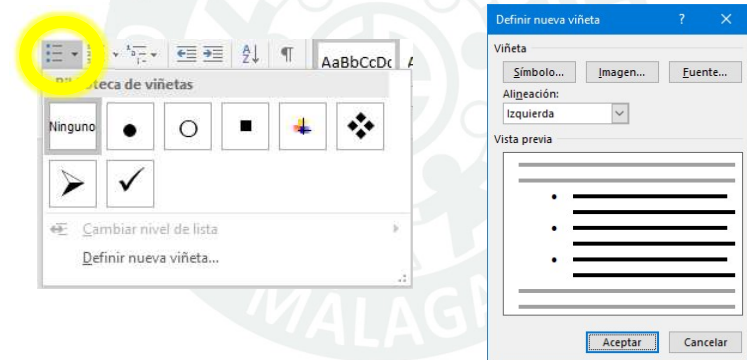 AaBbCcDc
Biblioteca de viñetas
Ninguno
Cambiar nivel de lista
Definir nueva viñeta...
Definir nueva viñeta
?
Viñeta
Símbolo...
Imagen...
Fuente...
Alineación:
Izquierda
Vista previa
Aceptar
Cancelar
MALAG